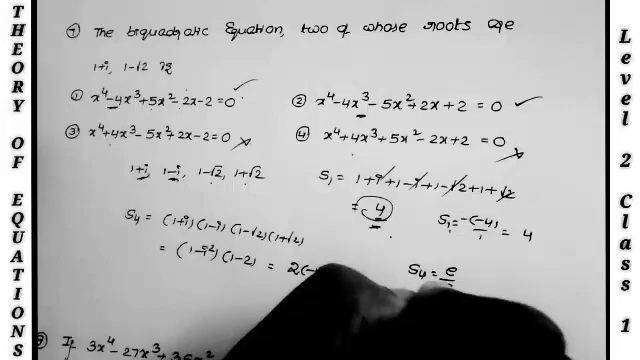 THEORY OF EQUATIONS
7) The biquadratic Equation, two of whose roots are
1+i, 1-√2 is
① x⁴-4x³+5x²-2x-2=0 ✓
② x⁴-4x³-5x²+2x+2=0 ✓
③ x⁴+4x³-5x²+2x-2=0 ✗
④ x⁴+4x³+5x²-2x+2=0 ✗
1+i, 1-i, 1-√2, 1+√2
S₁ = 1+i+1-i+1-√2+1+√2
= 4
S₁ = -(-4)/1 = 4
S₄ = (1+i)(1-i)(1-√2)(1+√2)
= (1-i²)(1-2) = 2(-
S₄ = e/
If 3x⁴-27x³+36x²
Level 2 Class 1